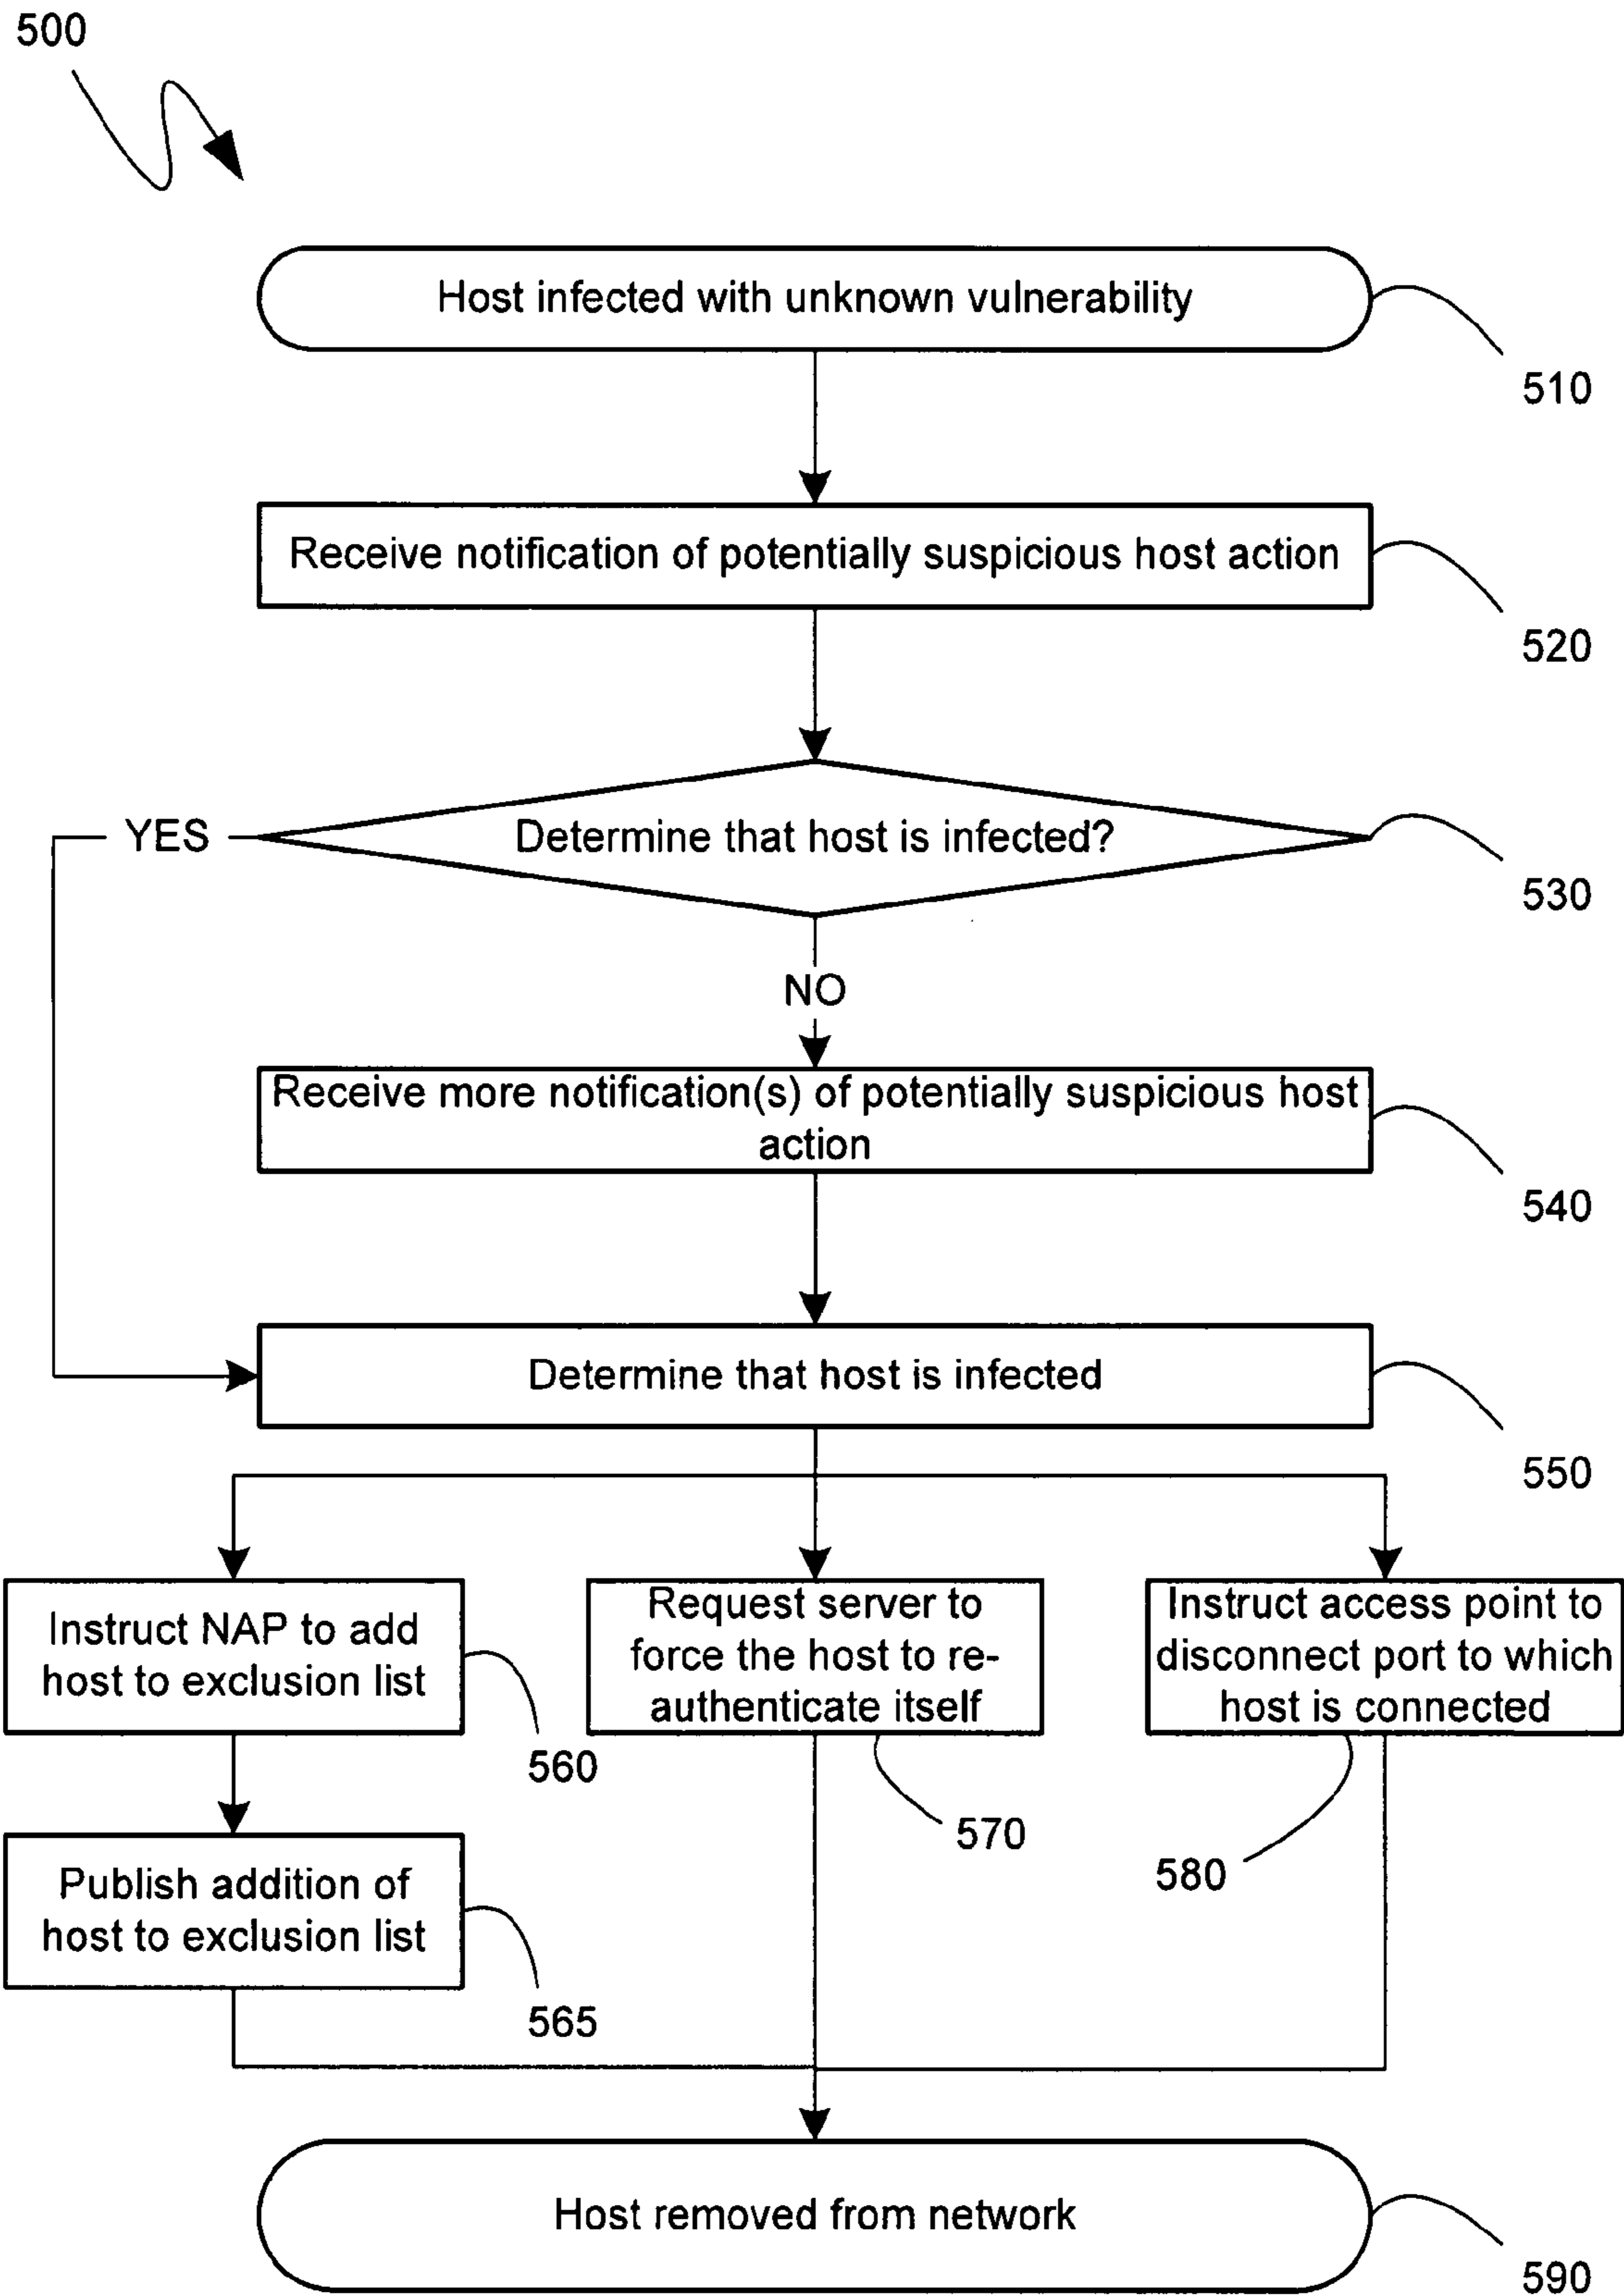 500
Host infected with unknown vulnerability
510
Receive notification of potentially suspicious host action
520
YES
Determine that host is infected?
530
NO
Receive more notification(s) of potentially suspicious host
action
540
Determine that host is infected
550
Instruct NAP to add
host to exclusion list
560
Request server to
force the host to re-
authenticate itself
570
Instruct access point to
disconnect port to which
host is connected
580
Publish addition of
host to exclusion list
565
Host removed from network
590